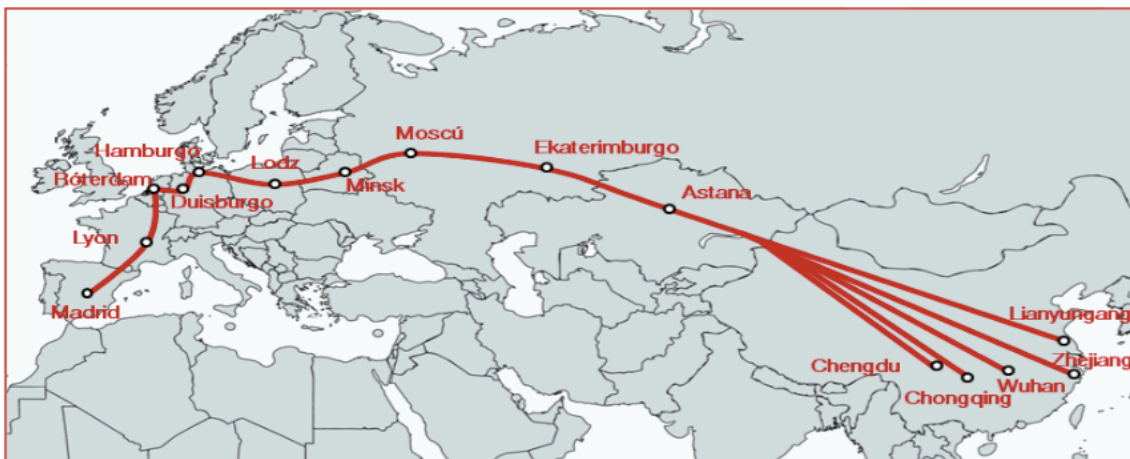 Moscú
Hamburgo
Lodz
Ekaterimburgo
Róterdam
Minsk
Astana
Duisburgo
Lyon
Madrid
Lianyungang
Zhejiang
Chengdu
Wuhan
Chongqing